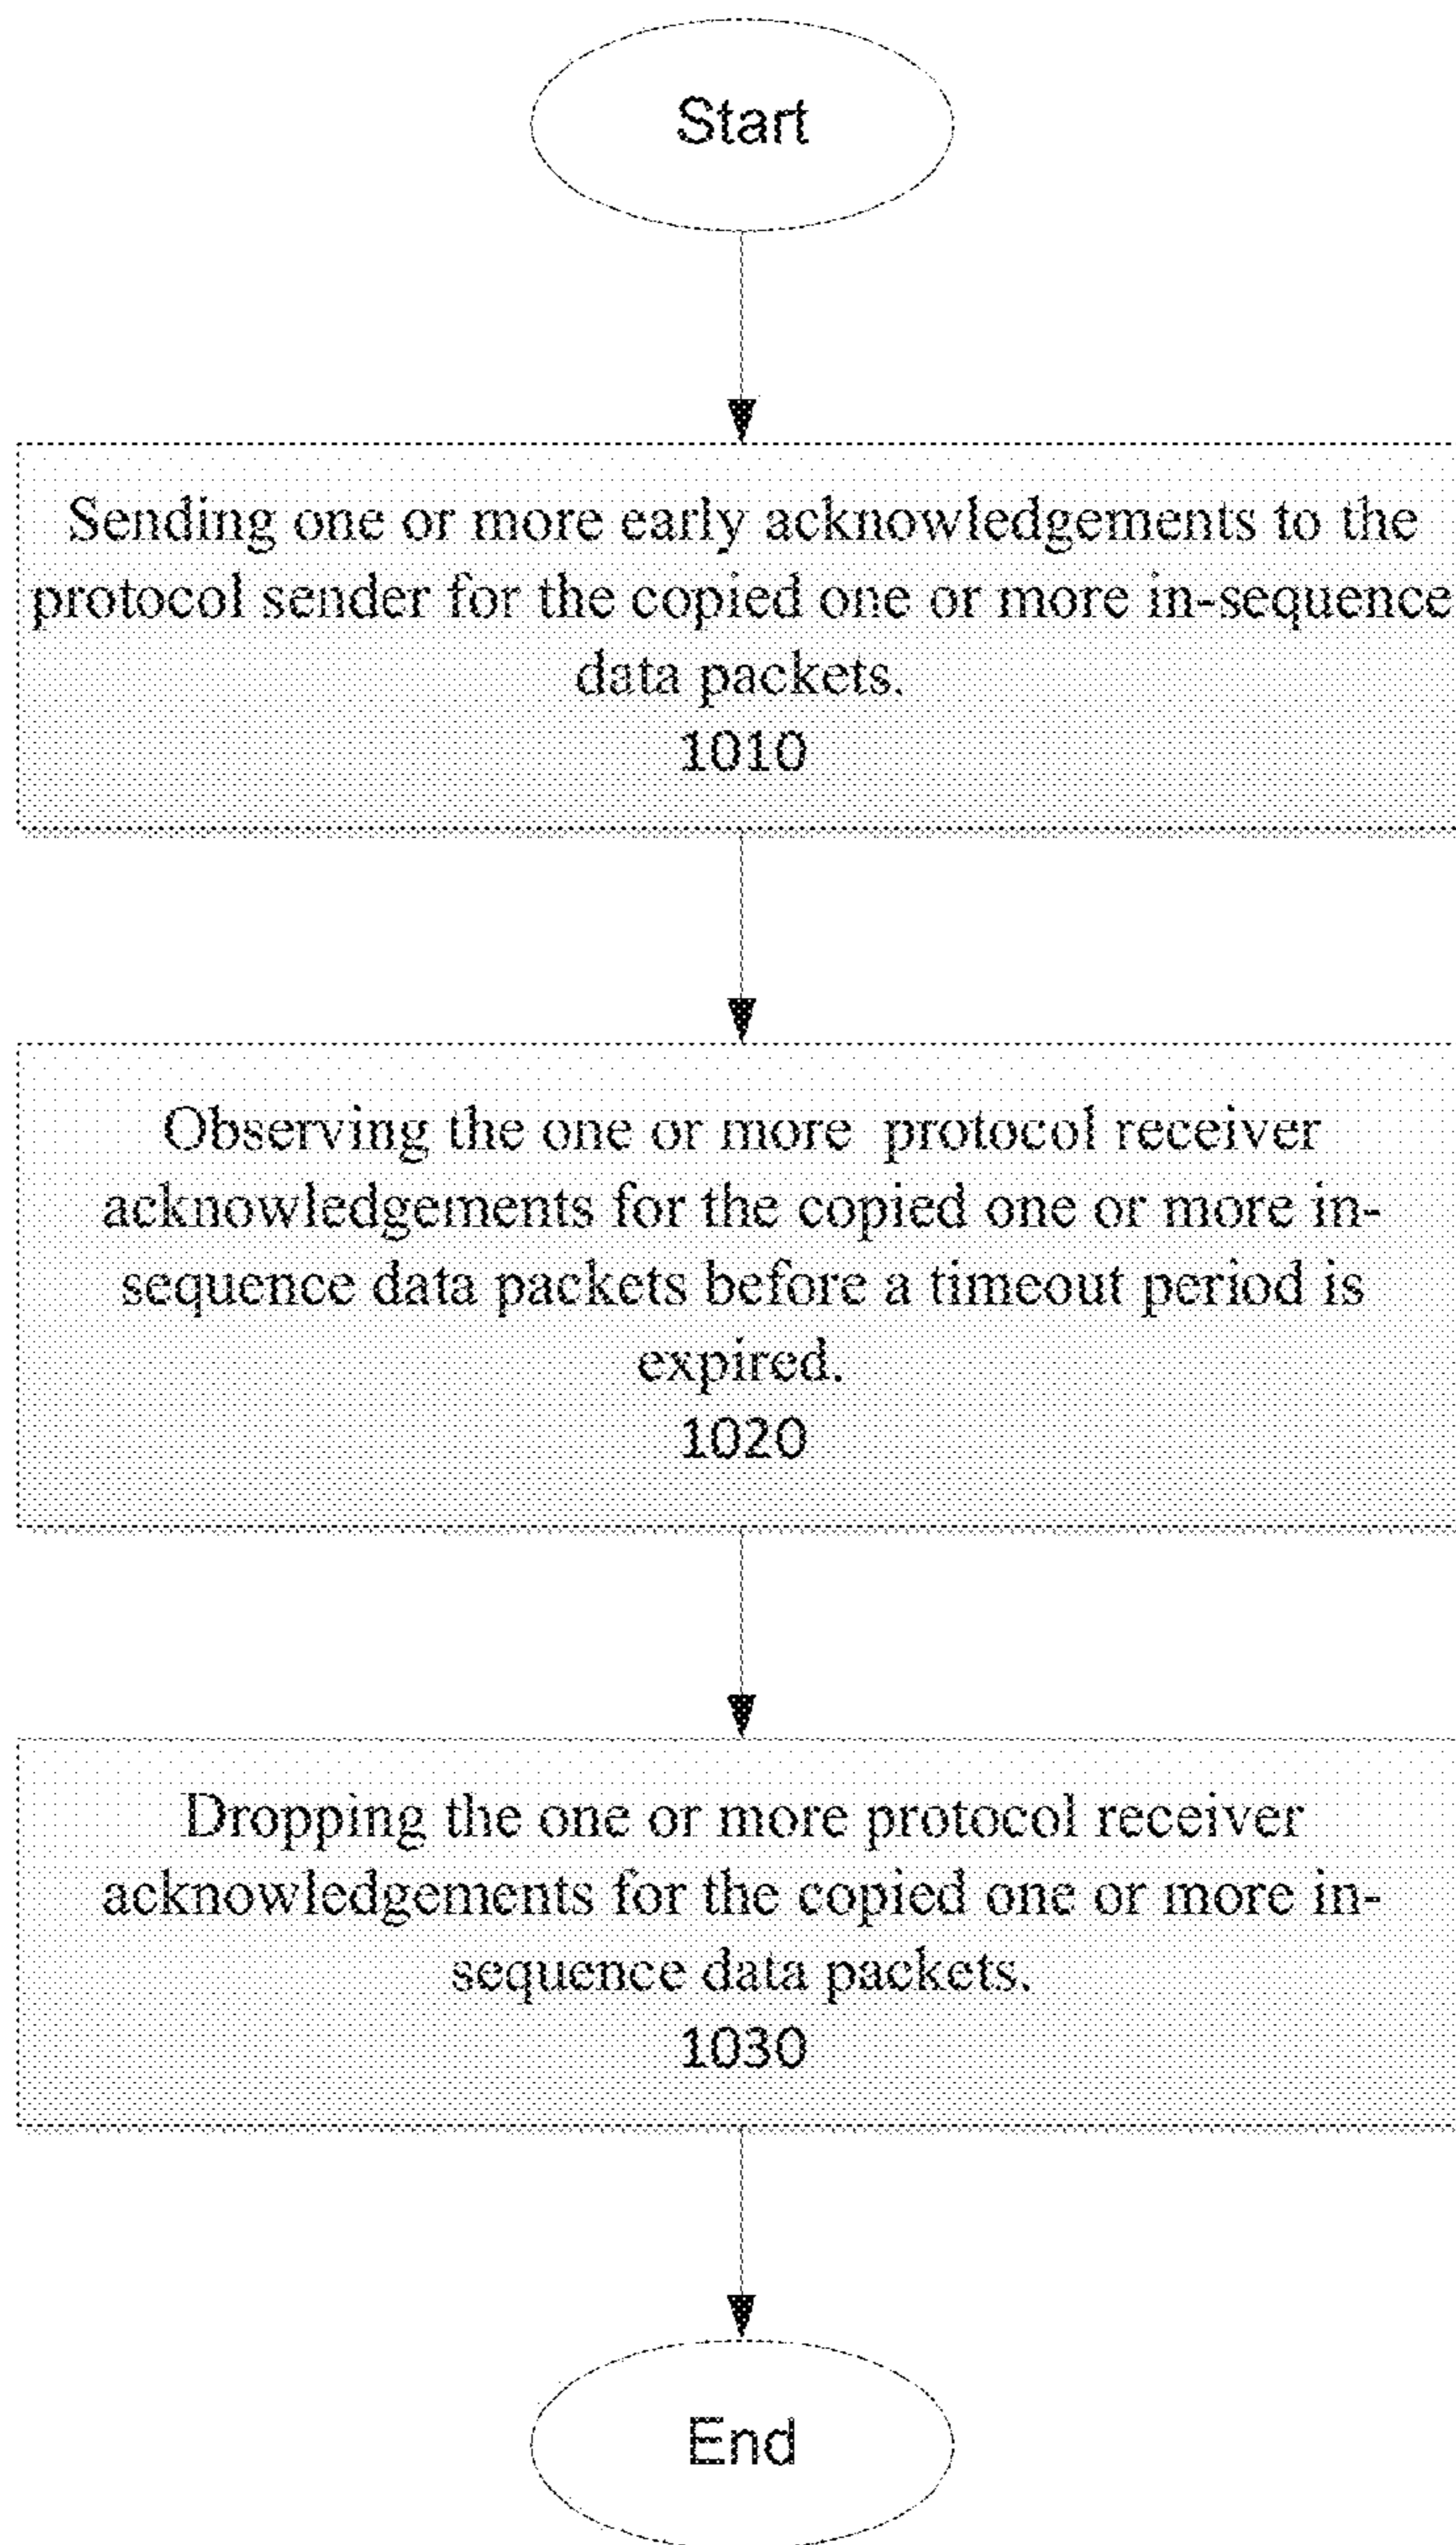 Start
Sending one or more early acknowledgements to the
protocol sender for the copied one or more in-sequence
data packets.
1010
Observing the one or more protocol receiver
acknowledgements for the copied one or more in-
sequence data packets before a timeout period is
expired.
1020
Dropping the one or more protocol receiver
acknowledgements for the copied one or more in-
sequence data packets.
1030
End